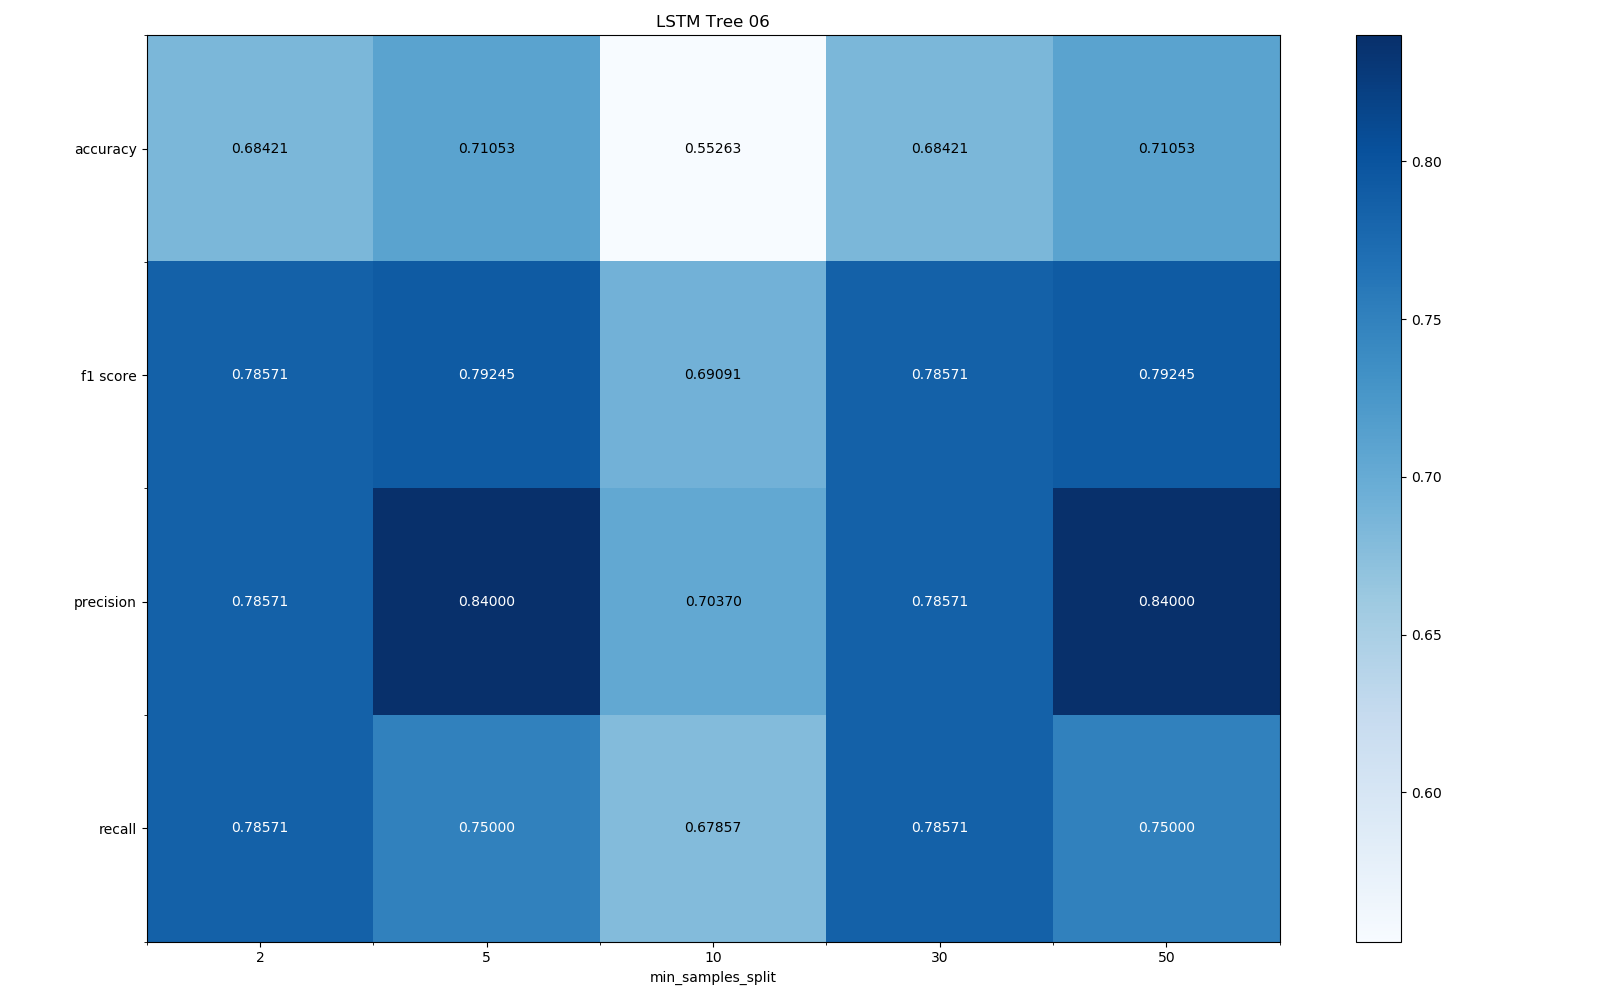 LSTM Tree 06
accuracy 0.68421 0.71053 0.55263 0.68421 0.71053
f1 score 0.78571 0.79245 0.69091 0.78571 0.79245
precision 0.78571 0.84000 0.70370 0.78571 0.84000
recall 0.78571 0.75000 0.67857 0.78571 0.75000
2 5 10 30 50
min_samples_split
0.80
0.75
0.70
0.65
0.60